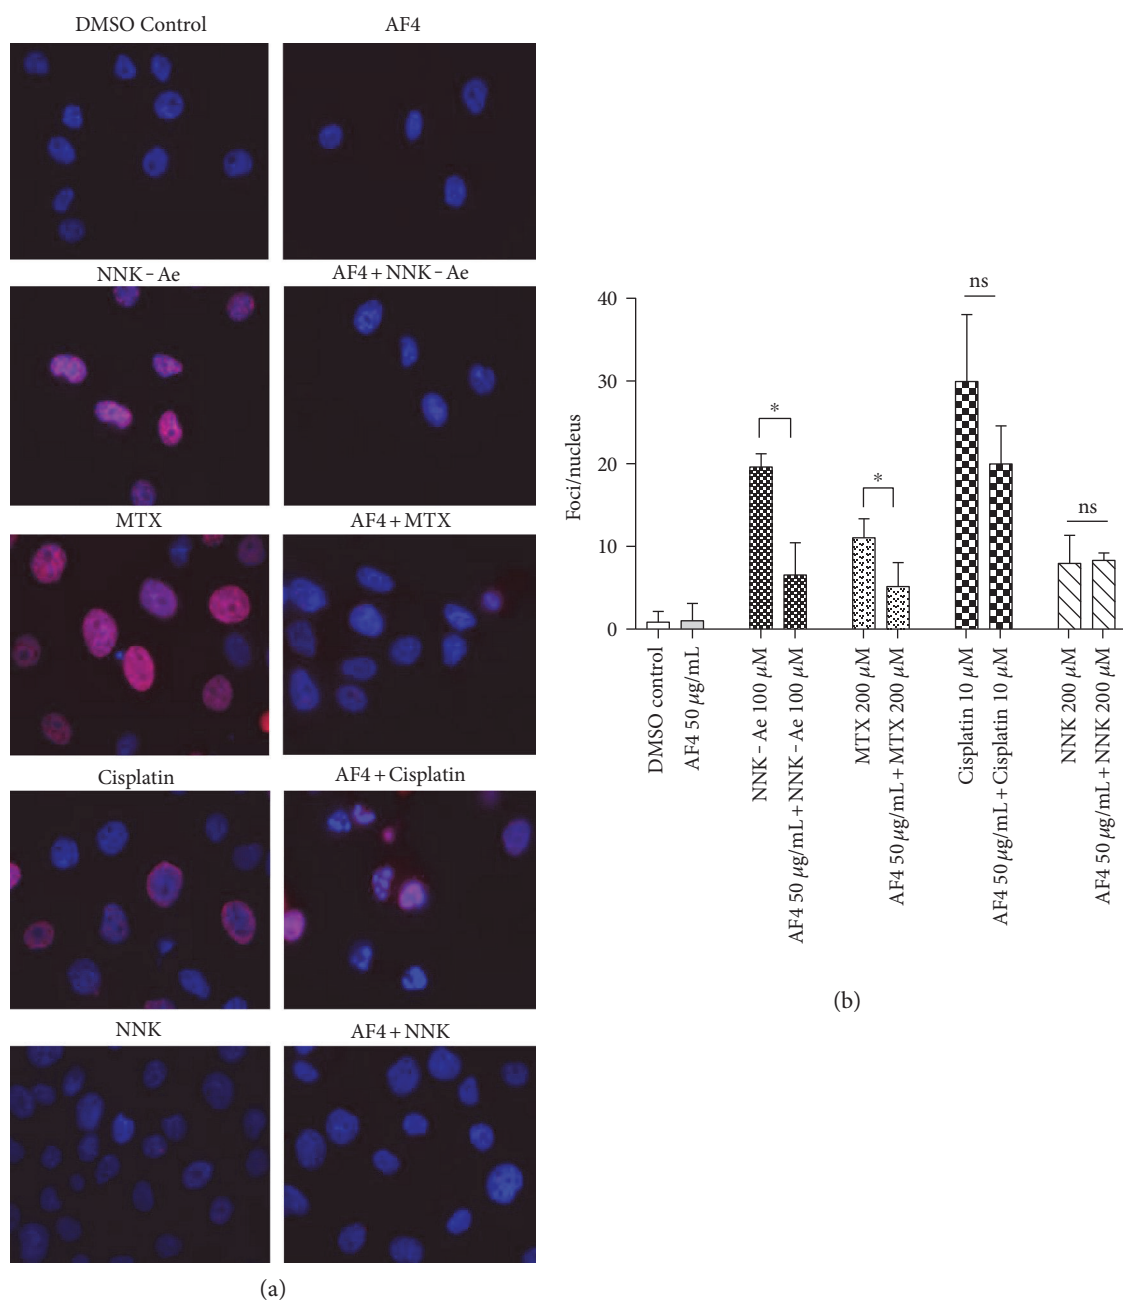 DMSO Control
AF4
NNK – Ae
AF4 + NNK – Ae
MTX
AF4 + MTX
Cisplatin
AF4 + Cisplatin
NNK
AF4 + NNK
(a)
Foci/nucleus
40
30
20
10
0
*
*
ns
ns
DMSO control
AF4 50 μg/mL
NNK – Ae 100 μM
AF4 50 μg/mL + NNK – Ae 100 μM
MTX 200 μM
AF4 50 μg/mL + MTX 200 μM
Cisplatin 10 μM
AF4 50 μg/mL + Cisplatin 10 μM
NNK 200 μM
AF4 50 μg/mL + NNK 200 μM
(b)